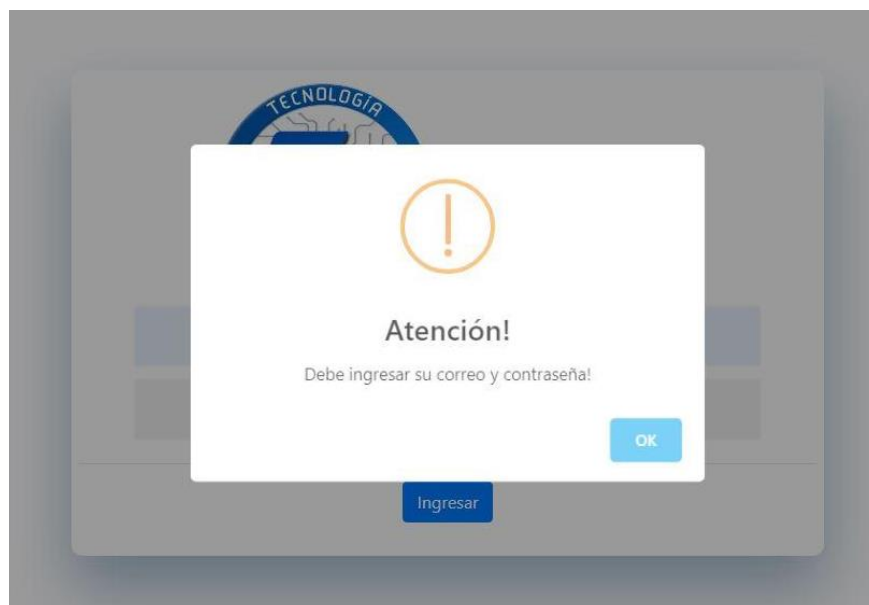 TECNOLOGÍA
Atención!
Debe ingresar su correo y contraseña!
OK
Ingresar